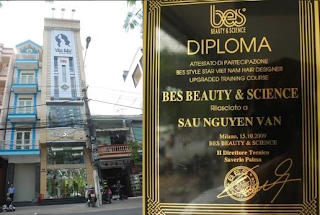 bes
BEAUTY & SCIENCE
DIPLOMA
ATTESTATO DI PARTECIPAZIONE
BES STYLE STAR VIET NAM HAIR DESIGNER
UPGRADED TRAINING COURSE
BES BEAUTY & SCIENCE
Rilasciato a
SAU NGUYEN VAN
Milano, 15.10.2009
BES BEAUTY & SCIENCE
Il Direttore Tecnico
Saverio Palma